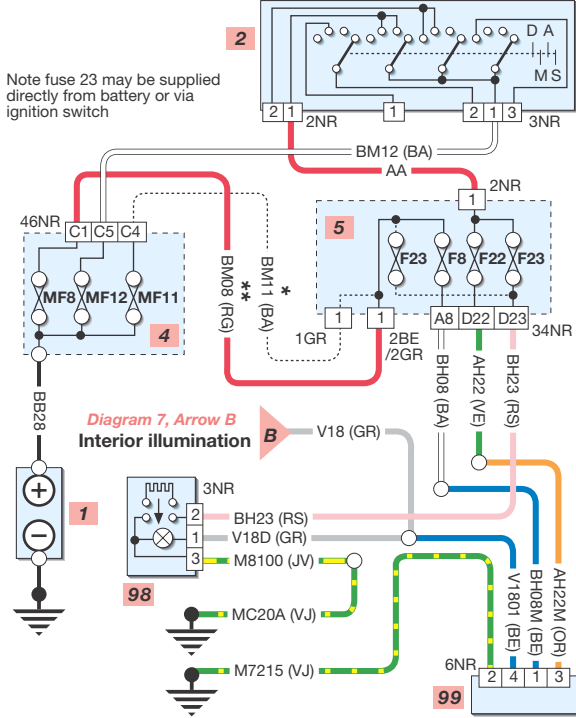 2
D A
M S
Note fuse 23 may be supplied
directly from battery or via
ignition switch
2 1
2NR
1
2 1 3
3NR
BM12 (BA)
AA
2NR
1
46NR
C1 C5 C4
5
F23 F8 F22 F23
MF8 MF12 MF11
4
BM08 (RG)
**
BM11 (BA)
*
1
1GR
1
2BE
/2GR
A8 D22 D23
34NR
BB28
BH08 (BA)
AH22 (VE)
BH23 (RS)
Diagram 7, Arrow B
Interior illumination
B
V18 (GR)
+
−
1
3NR
2
BH23 (RS)
1
V18D (GR)
3
M8100 (JV)
98
MC20A (VJ)
M7215 (VJ)
V1801 (BE)
BH08M (BE)
AH22M (OR)
6NR
2 4 1 3
99